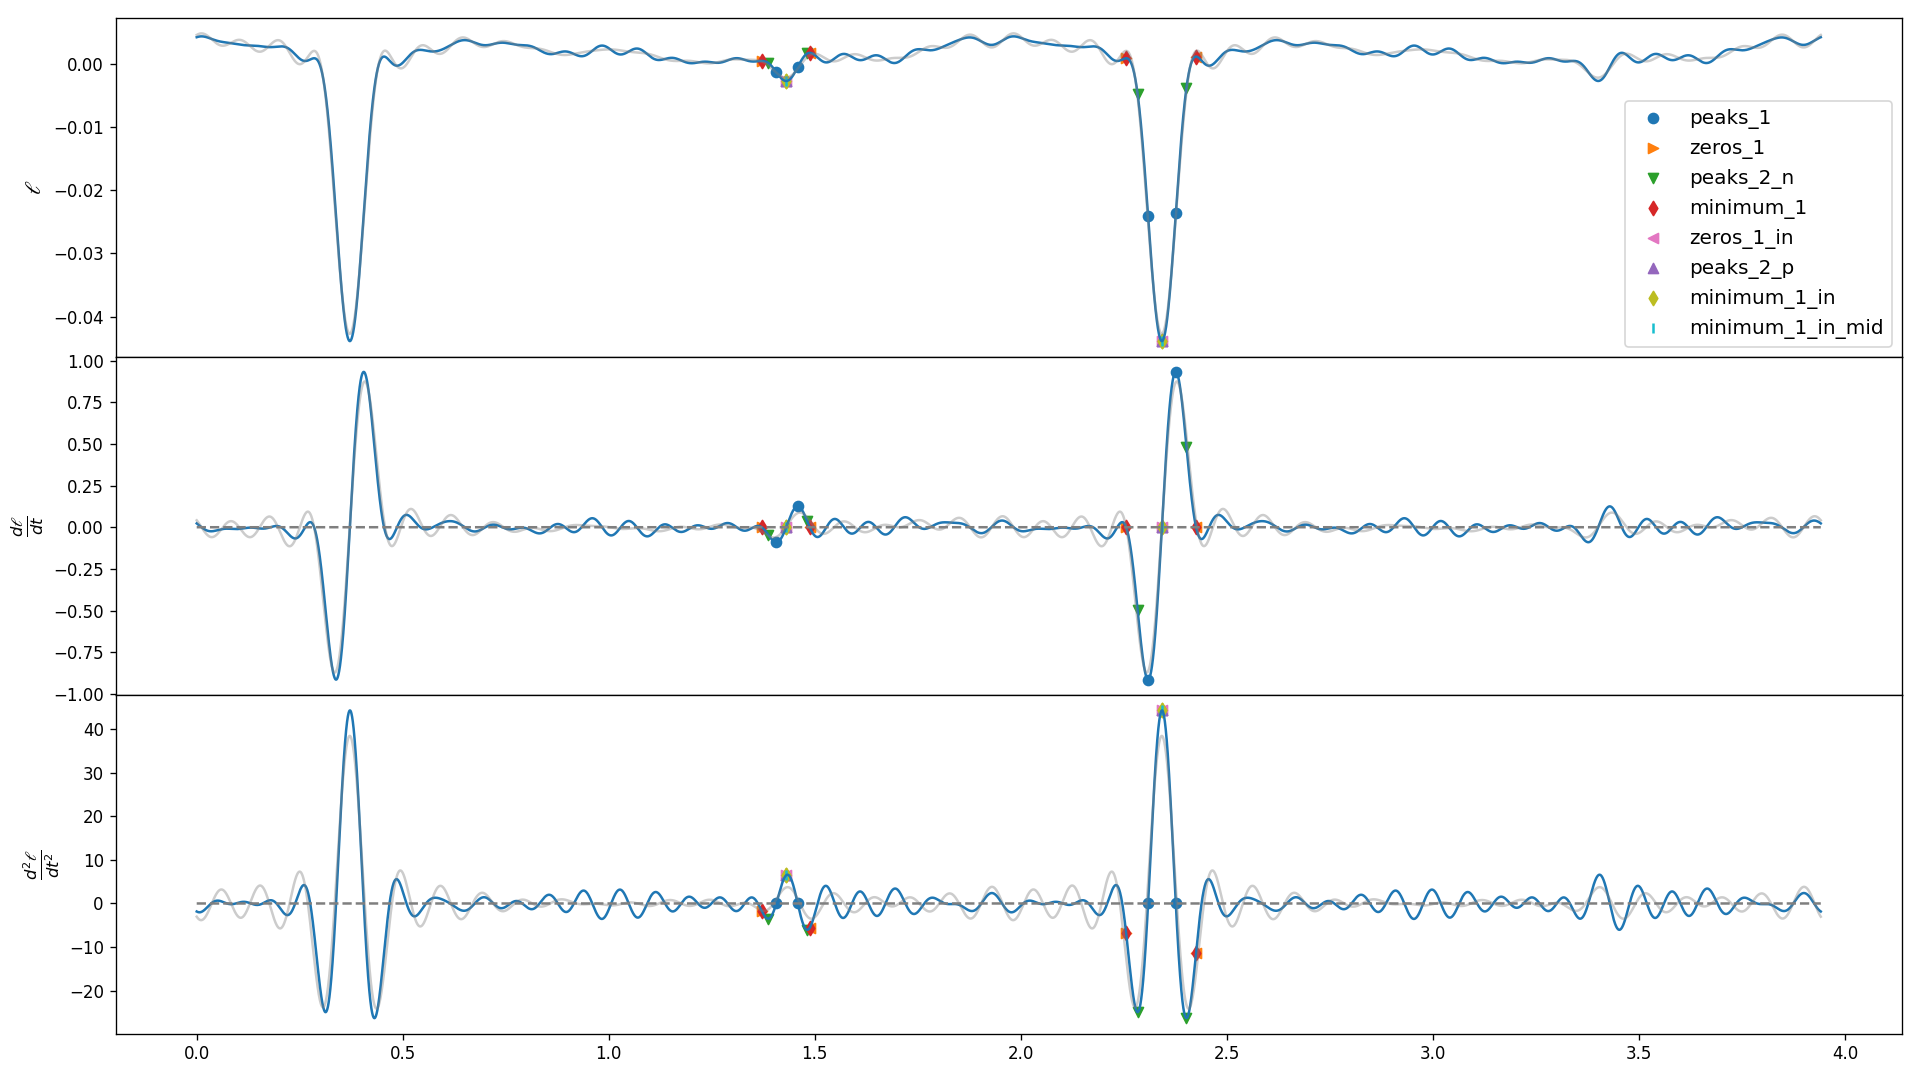 0.00
−0.01
−0.02
−0.03
−0.04
ℓ
peaks_1
zeros_1
peaks_2_n
minimum_1
zeros_1_in
peaks_2_p
minimum_1_in
minimum_1_in_mid
1.00
0.75
0.50
0.25
0.00
−0.25
−0.50
−0.75
−1.00
dℓ
dt
40
30
20
10
0
−10
−20
d²ℓ
dt²
0.0 0.5 1.0 1.5 2.0 2.5 3.0 3.5 4.0